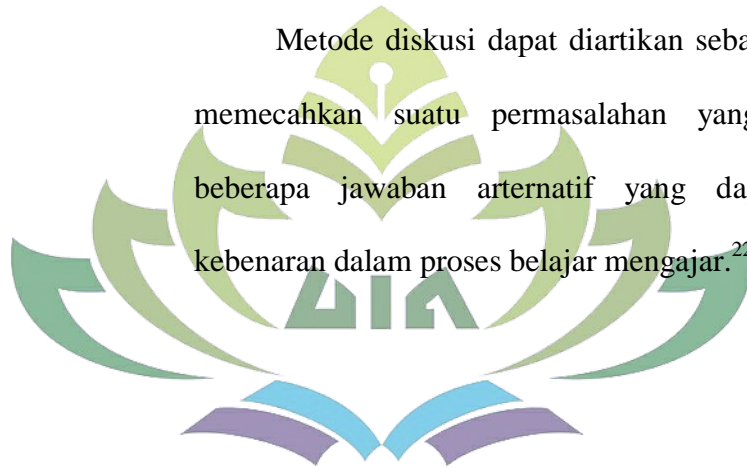 Metode diskusi dapat diartikan seba
memecahkan suatu permasalahan yang
beberapa jawaban arternatif yang da
kebenaran dalam proses belajar mengajar.22
UIN